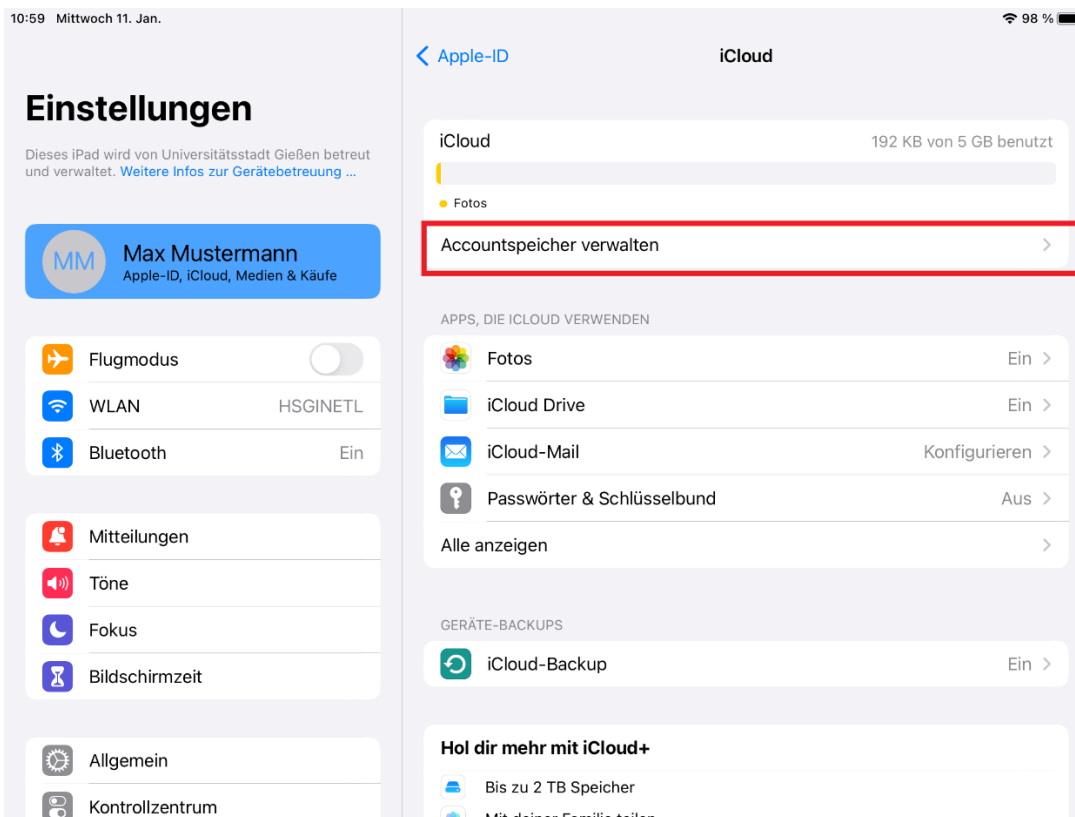 10:59 Mittwoch 11. Jan.
98 %
Einstellungen
Dieses iPad wird von Universitätsstadt Gießen betreut
und verwaltet. Weitere Infos zur Gerätebetreuung ...
MM
Max Mustermann
Apple-ID, iCloud, Medien & Käufe
Flugmodus
WLAN HSGINETL
Bluetooth Ein
Mitteilungen
Töne
Fokus
Bildschirmzeit
Allgemein
Kontrollzentrum
Apple-ID
iCloud
iCloud 192 KB von 5 GB benutzt
Fotos
Accountspeicher verwalten
APPS, DIE ICLOUD VERWENDEN
Fotos Ein
iCloud Drive Ein
iCloud-Mail Konfigurieren
Passwörter & Schlüsselbund Aus
Alle anzeigen
GERÄTE-BACKUPS
iCloud-Backup Ein
Hol dir mehr mit iCloud+
Bis zu 2 TB Speicher
Mit deiner Familie teilen